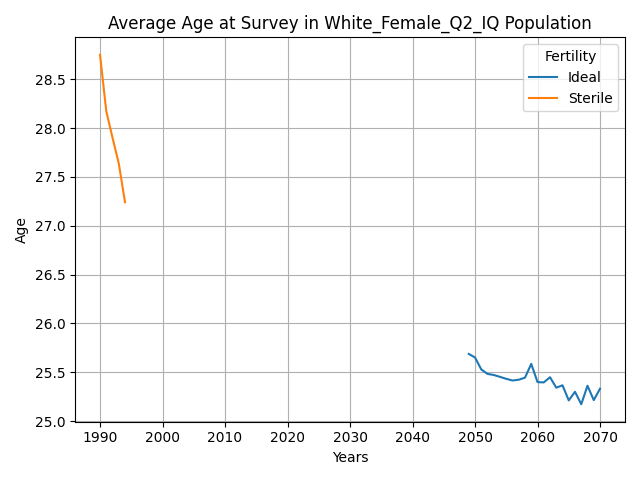 Average Age at Survey in White_Female_Q2_IQ Population
Fertility
Ideal
Sterile
28.5
28.0
27.5
27.0
26.5
26.0
25.5
25.0
Age
1990 2000 2010 2020 2030 2040 2050 2060 2070
Years